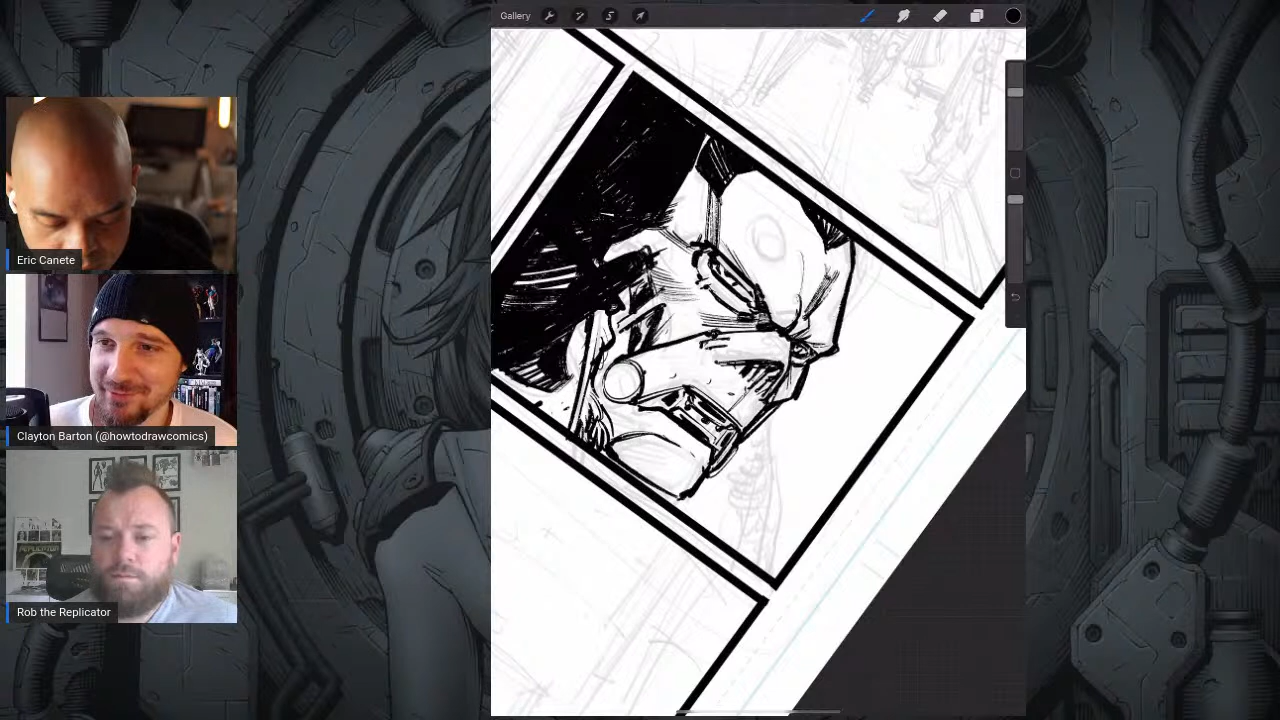 Gallery
Eric Canete
Clayton Barton (@howtodrawcomics)
Rob the Replicator